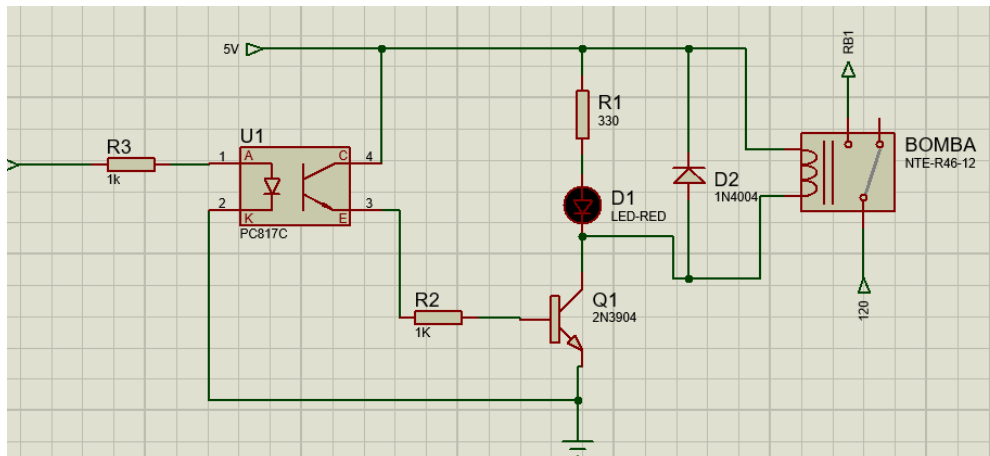 5V
R3
1k
U1
A
C
1
4
2
3
K
E
PC817C
R1
330
D1
LED-RED
D2
1N4004
RB1
BOMBA
NTE-R46-12
120
R2
1K
Q1
2N3904